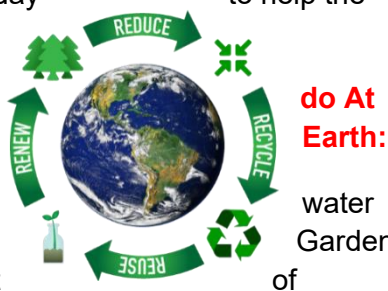 day to help the
REDUCE
do At
Earth:
RECYCLE
RENEW
water
Garden
REUSE
of